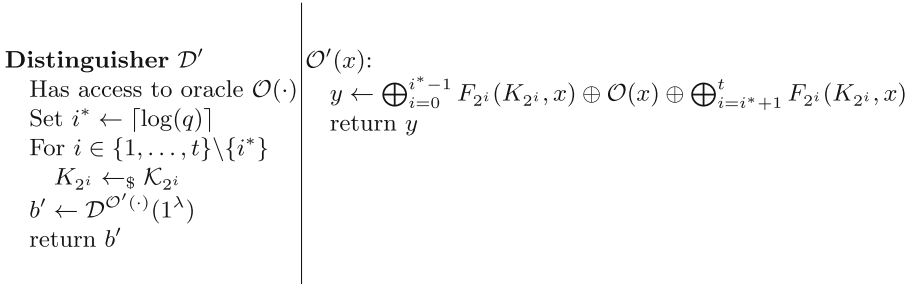 Distinguisher 𝒟′
Has access to oracle 𝒪(·)
Set i* ← ⌈log(q)⌉
For i ∈ {1, . . . , t}\{i*}
K_{2^i} ←_$ 𝒦_{2^i}
b′ ← 𝒟^{𝒪′(·)}(1^λ)
return b′
𝒪′(x):
y ← ⨁_{i=0}^{i*−1} F_{2^i}(K_{2^i}, x) ⊕ 𝒪(x) ⊕ ⨁_{i=i*+1}^{t} F_{2^i}(K_{2^i}, x)
return y